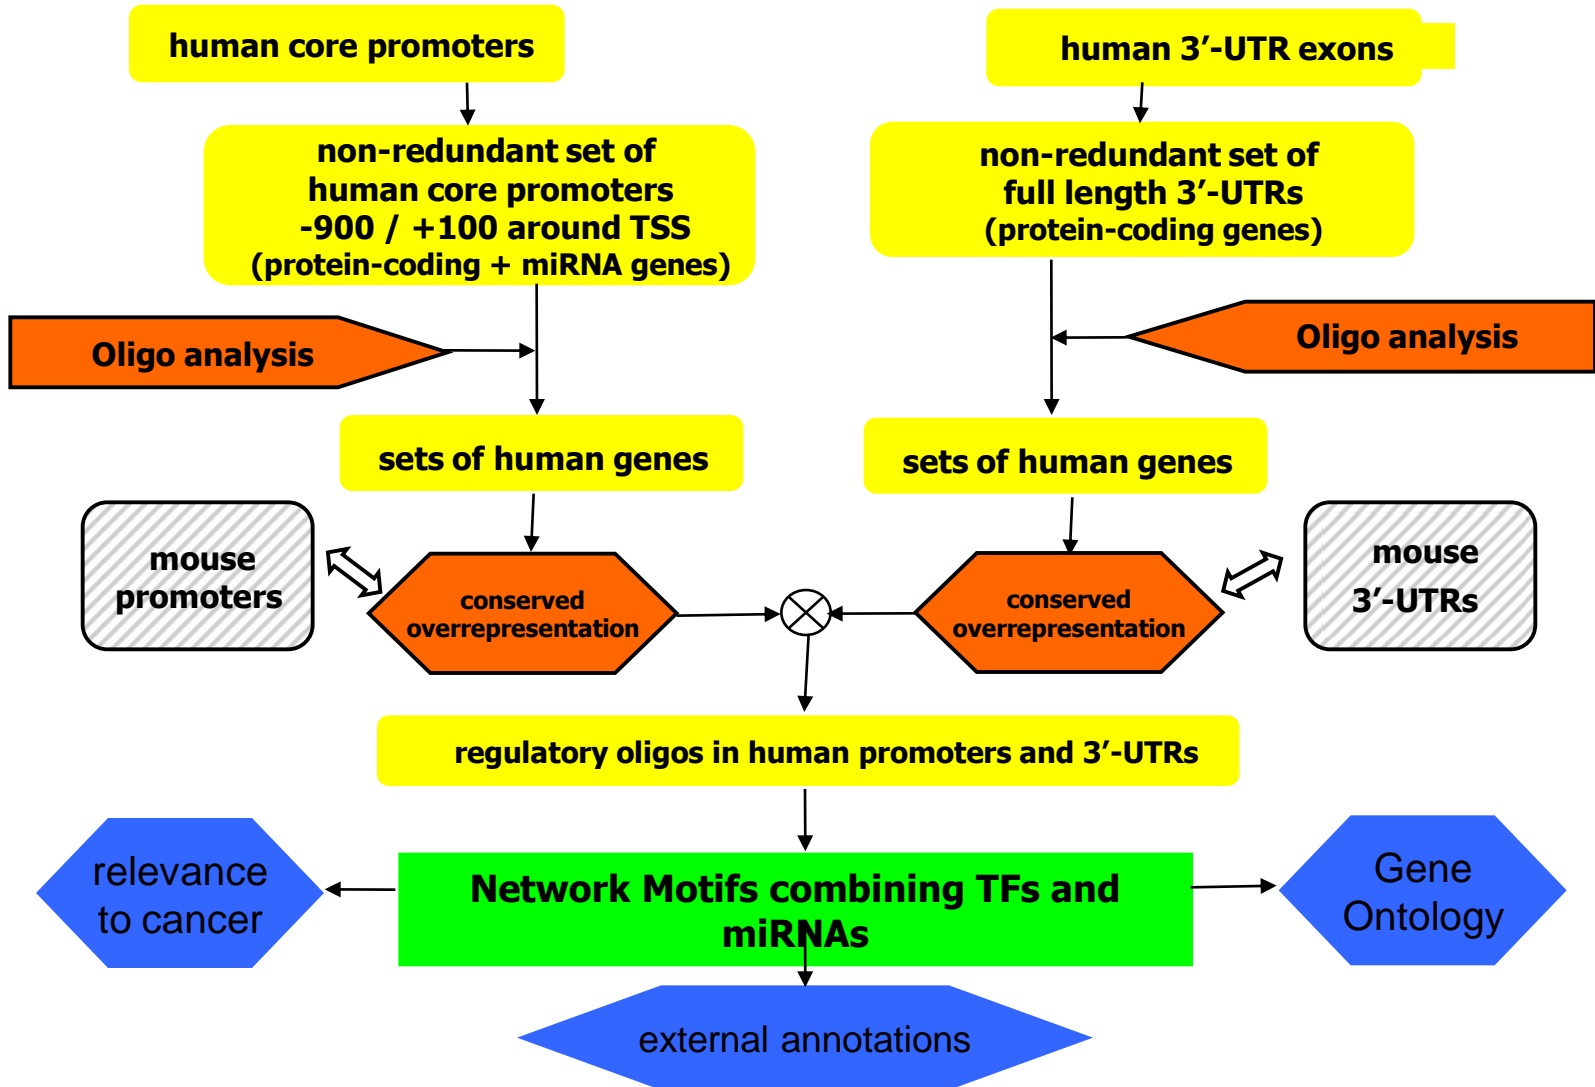 human core promoters
human 3′-UTR exons
non-redundant set of
human core promoters
-900 / +100 around TSS
(protein-coding + miRNA genes)
non-redundant set of
full length 3′-UTRs
(protein-coding genes)
Oligo analysis
Oligo analysis
sets of human genes
sets of human genes
mouse
promoters
conserved
overrepresentation
conserved
overrepresentation
mouse
3′-UTRs
regulatory oligos in human promoters and 3′-UTRs
relevance
to cancer
Network Motifs combining TFs and
miRNAs
Gene
Ontology
external annotations